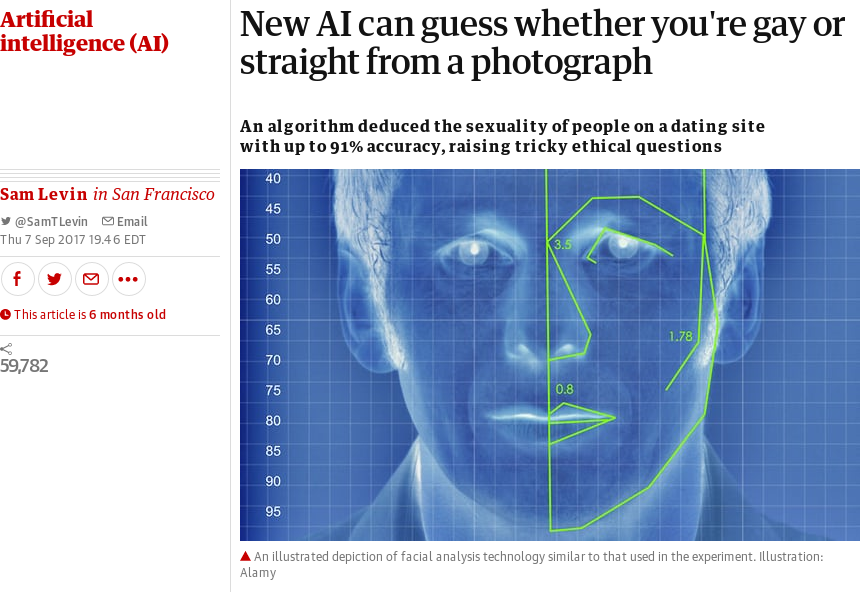 Artificial
intelligence (AI)
New AI can guess whether you're gay or
straight from a photograph
An algorithm deduced the sexuality of people on a dating site
with up to 91% accuracy, raising tricky ethical questions
Sam Levin in San Francisco
@SamTLevin Email
Thu 7 Sep 2017 19.46 EDT
This article is 6 months old
59,782
40
45
50
55
60
65
70
75
80
85
90
95
3.5
1.78
0.8
An illustrated depiction of facial analysis technology similar to that used in the experiment. Illustration:
Alamy